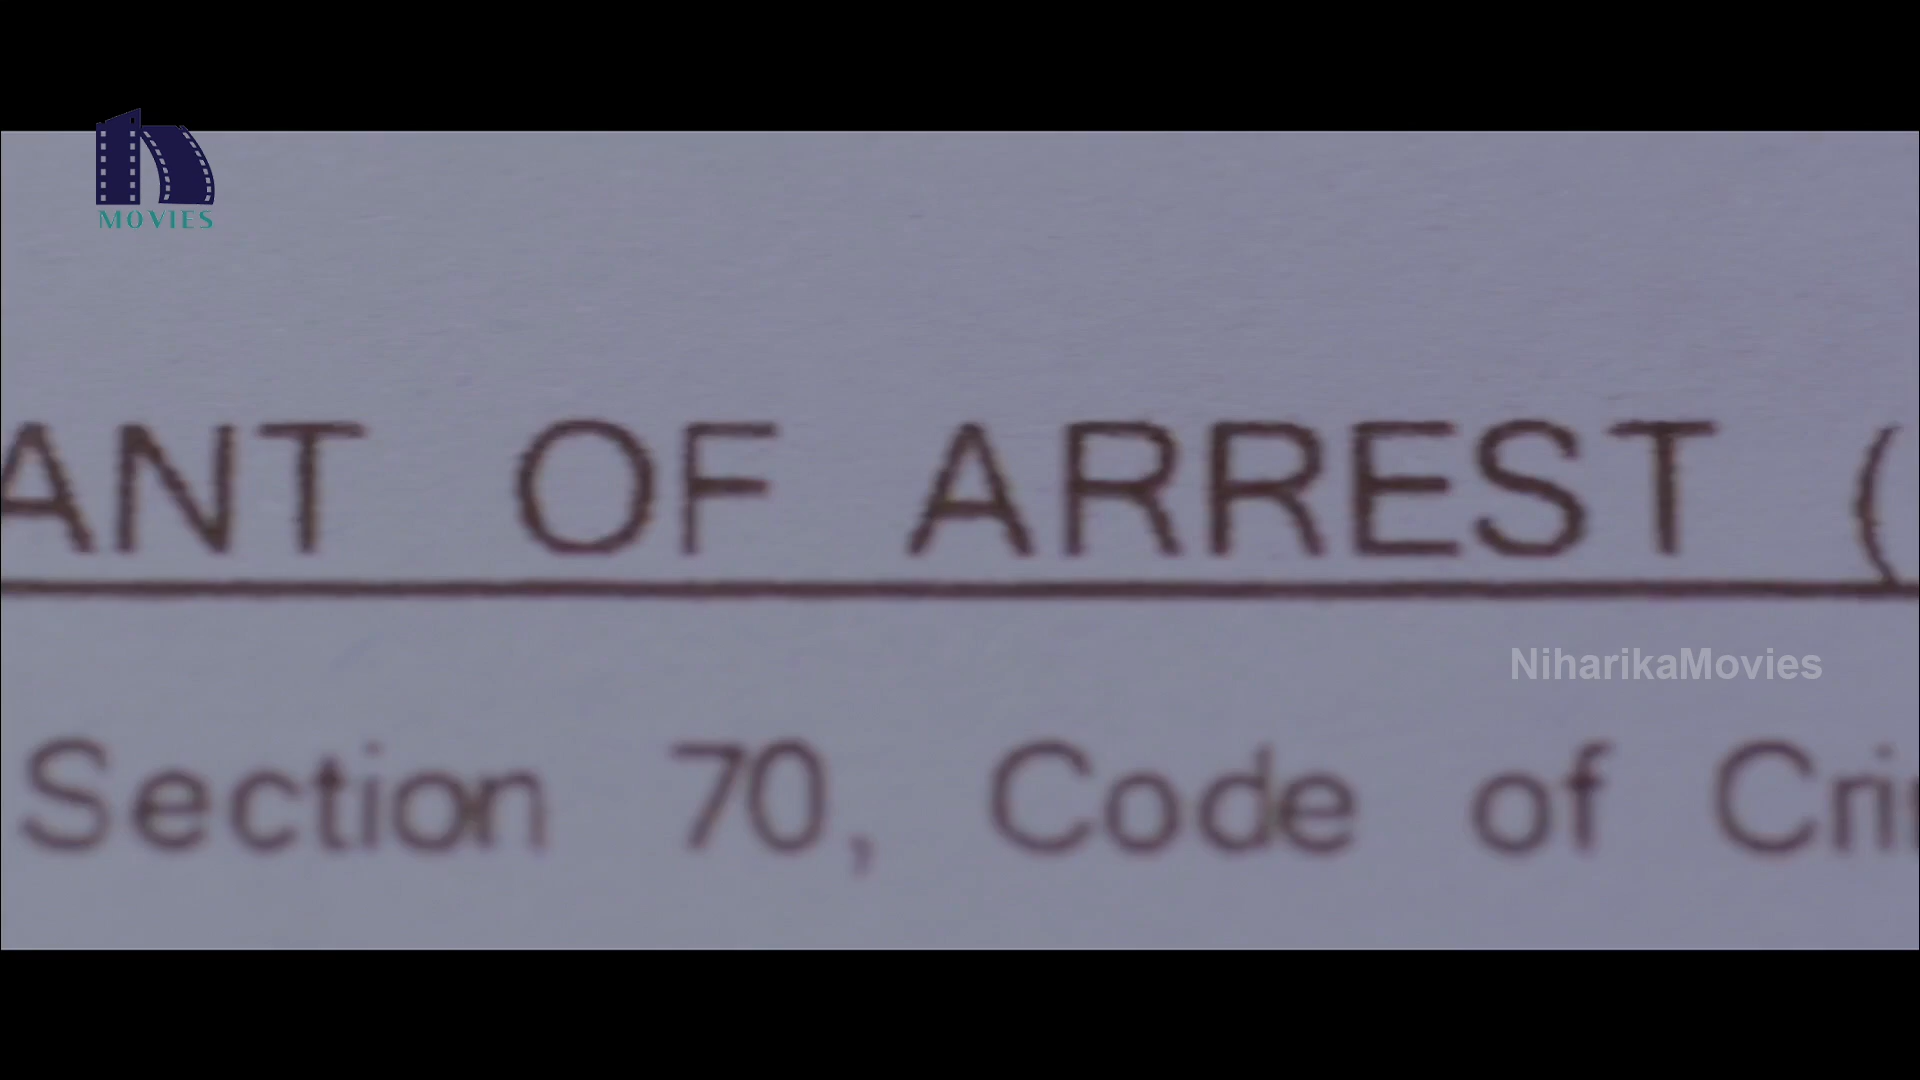 MOVIES
ANT OF ARREST (
NiharikaMovies
Section 70, Code of Cri